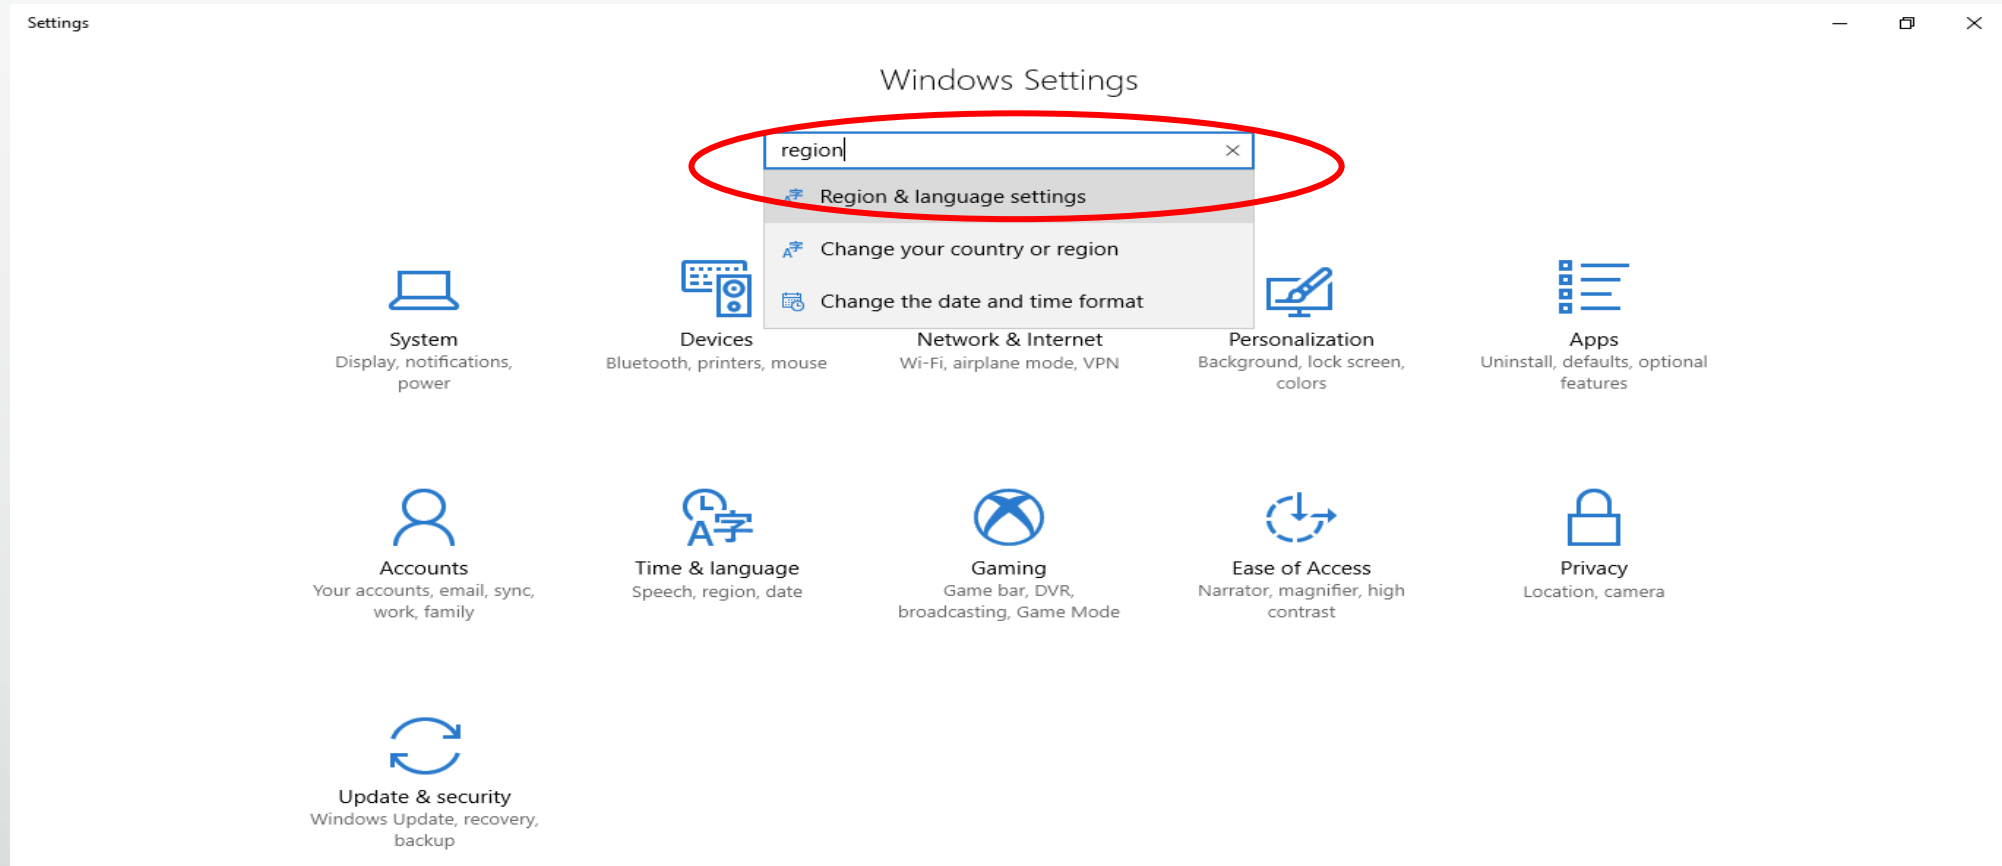 Settings
Windows Settings
region
Region & language settings
Change your country or region
Change the date and time format
System
Display, notifications,
power
Devices
Bluetooth, printers, mouse
Network & Internet
Wi-Fi, airplane mode, VPN
Personalization
Background, lock screen,
colors
Apps
Uninstall, defaults, optional
features
Accounts
Your accounts, email, sync,
work, family
Time & language
Speech, region, date
Gaming
Game bar, DVR,
broadcasting, Game Mode
Ease of Access
Narrator, magnifier, high
contrast
Privacy
Location, camera
Update & security
Windows Update, recovery,
backup